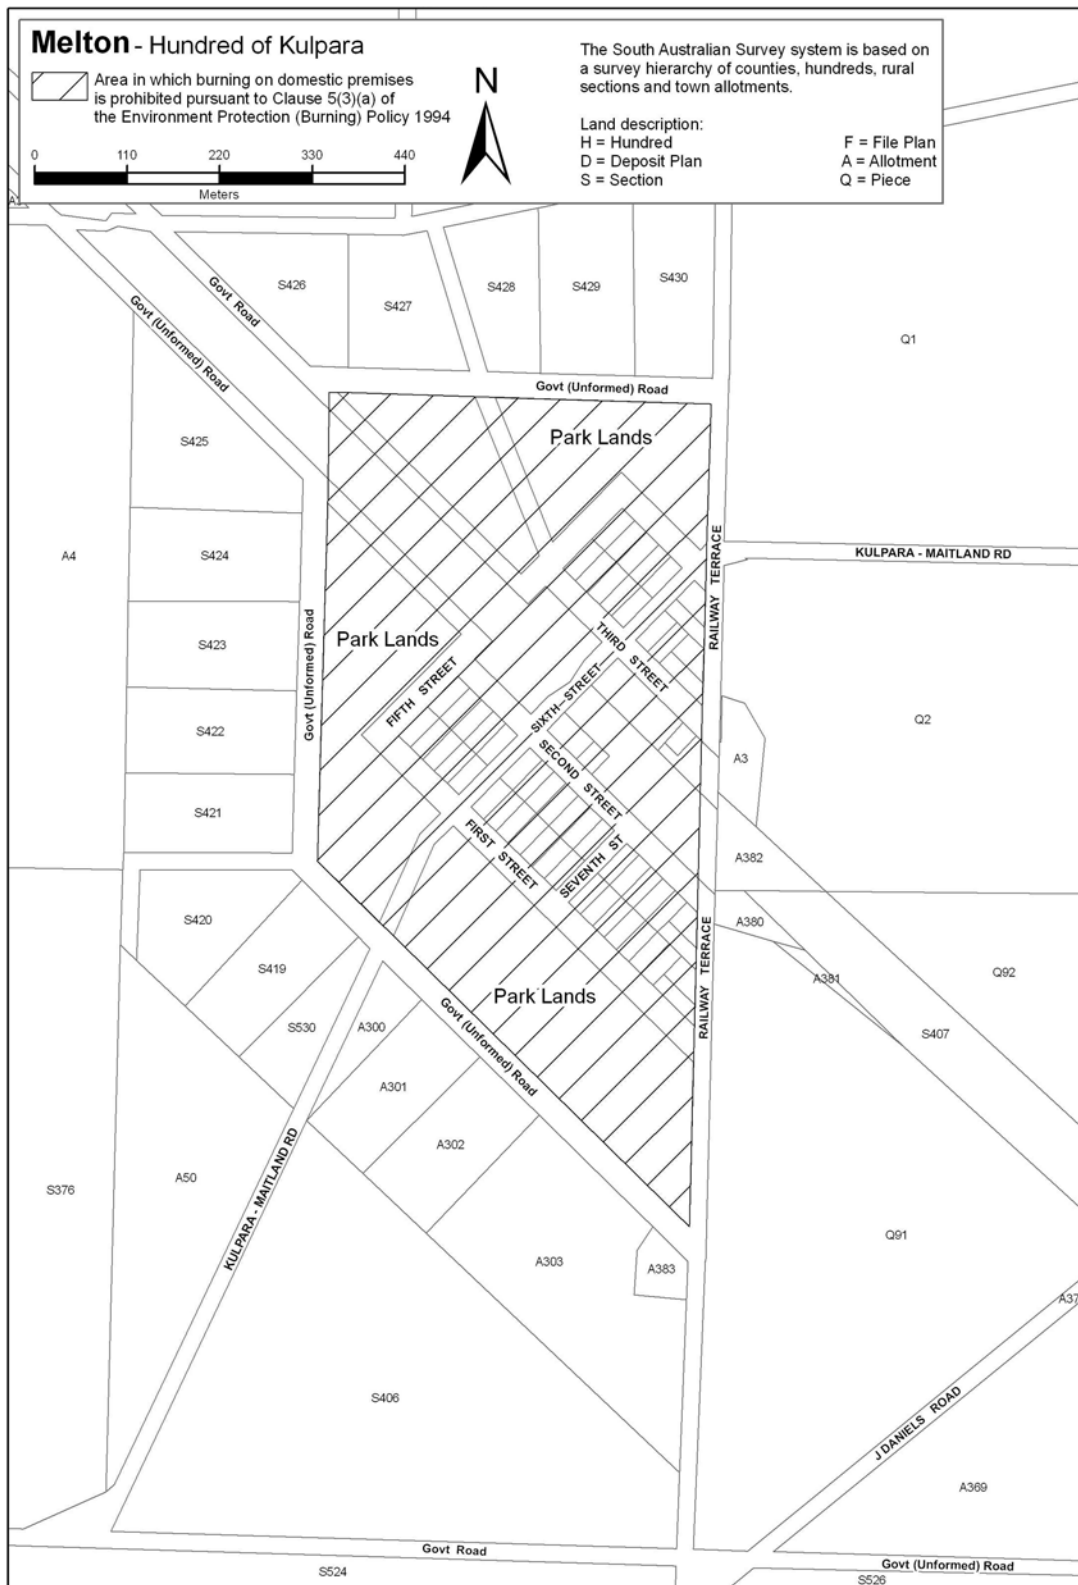 Melton - Hundred of Kulpara
Area in which burning on domestic premises
is prohibited pursuant to Clause 5(3)(a) of
the Environment Protection (Burning) Policy 1994
0 110 220 330 440
Meters
N
The South Australian Survey system is based on
a survey hierarchy of counties, hundreds, rural
sections and town allotments.
Land description:
H = Hundred F = File Plan
D = Deposit Plan A = Allotment
S = Section Q = Piece
S426
S427
S428
S429
S430
Q1
Govt Road
Govt (Unformed) Road
Govt (Unformed) Road
Park Lands
S425
A4
S424
KULPARA - MAITLAND RD
RAILWAY TERRACE
S423
Govt (Unformed) Road
Park Lands
THIRD STREET
FIFTH STREET
SIXTH STREET
S422
Q2
A3
SECOND STREET
S421
FIRST STREET
SEVENTH ST
A382
S420
A380
S419
RAILWAY TERRACE
A381
Q92
Park Lands
S530
A300
Govt (Unformed) Road
S407
A301
A302
KULPARA - MAITLAND RD
S376
A50
Q91
A303
A383
A37
S406
J DANIELS ROAD
A369
Govt Road
Govt (Unformed) Road
S524
S526